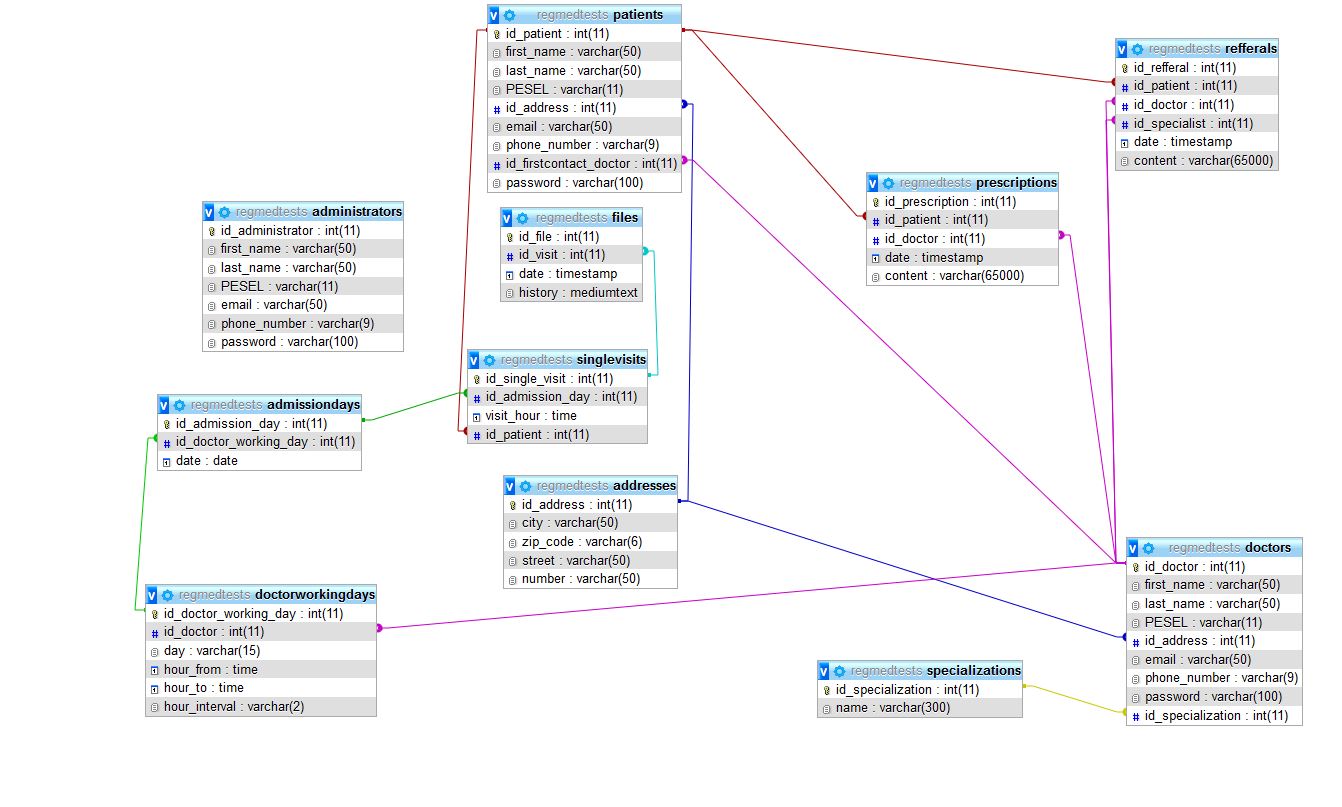 regmedtests patients
id_patient : int(11)
first_name : varchar(50)
last_name : varchar(50)
PESEL : varchar(11)
id_address : int(11)
email : varchar(50)
phone_number : varchar(9)
id_firstcontact_doctor : int(11)
password : varchar(100)
regmedtests refferals
id_refferal : int(11)
id_patient : int(11)
id_doctor : int(11)
id_specialist : int(11)
date : timestamp
content : varchar(65000)
regmedtests prescriptions
id_prescription : int(11)
id_patient : int(11)
id_doctor : int(11)
date : timestamp
content : varchar(65000)
regmedtests administrators
id_administrator : int(11)
first_name : varchar(50)
last_name : varchar(50)
PESEL : varchar(11)
email : varchar(50)
phone_number : varchar(9)
password : varchar(100)
regmedtests files
id_file : int(11)
id_visit : int(11)
date : timestamp
history : mediumtext
regmedtests singlevisits
id_single_visit : int(11)
id_admission_day : int(11)
visit_hour : time
id_patient : int(11)
regmedtests admissiondays
id_admission_day : int(11)
id_doctor_working_day : int(11)
date : date
regmedtests addresses
id_address : int(11)
city : varchar(50)
zip_code : varchar(6)
street : varchar(50)
number : varchar(50)
regmedtests doctors
id_doctor : int(11)
first_name : varchar(50)
last_name : varchar(50)
PESEL : varchar(11)
id_address : int(11)
email : varchar(50)
phone_number : varchar(9)
password : varchar(100)
id_specialization : int(11)
regmedtests doctorworkingdays
id_doctor_working_day : int(11)
id_doctor : int(11)
day : varchar(15)
hour_from : time
hour_to : time
hour_interval : varchar(2)
regmedtests specializations
id_specialization : int(11)
name : varchar(300)